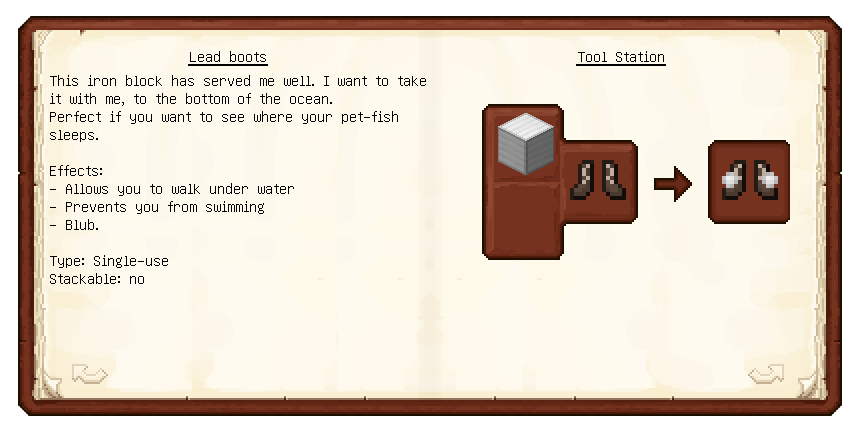 Lead boots
This iron block has served me well. I want to take
it with me, to the bottom of the ocean.
Perfect if you want to see where your pet-fish
sleeps.
Effects:
- Allows you to walk under water
- Prevents you from swimming
- Blub.
Type: Single-use
Stackable: no
Tool Station